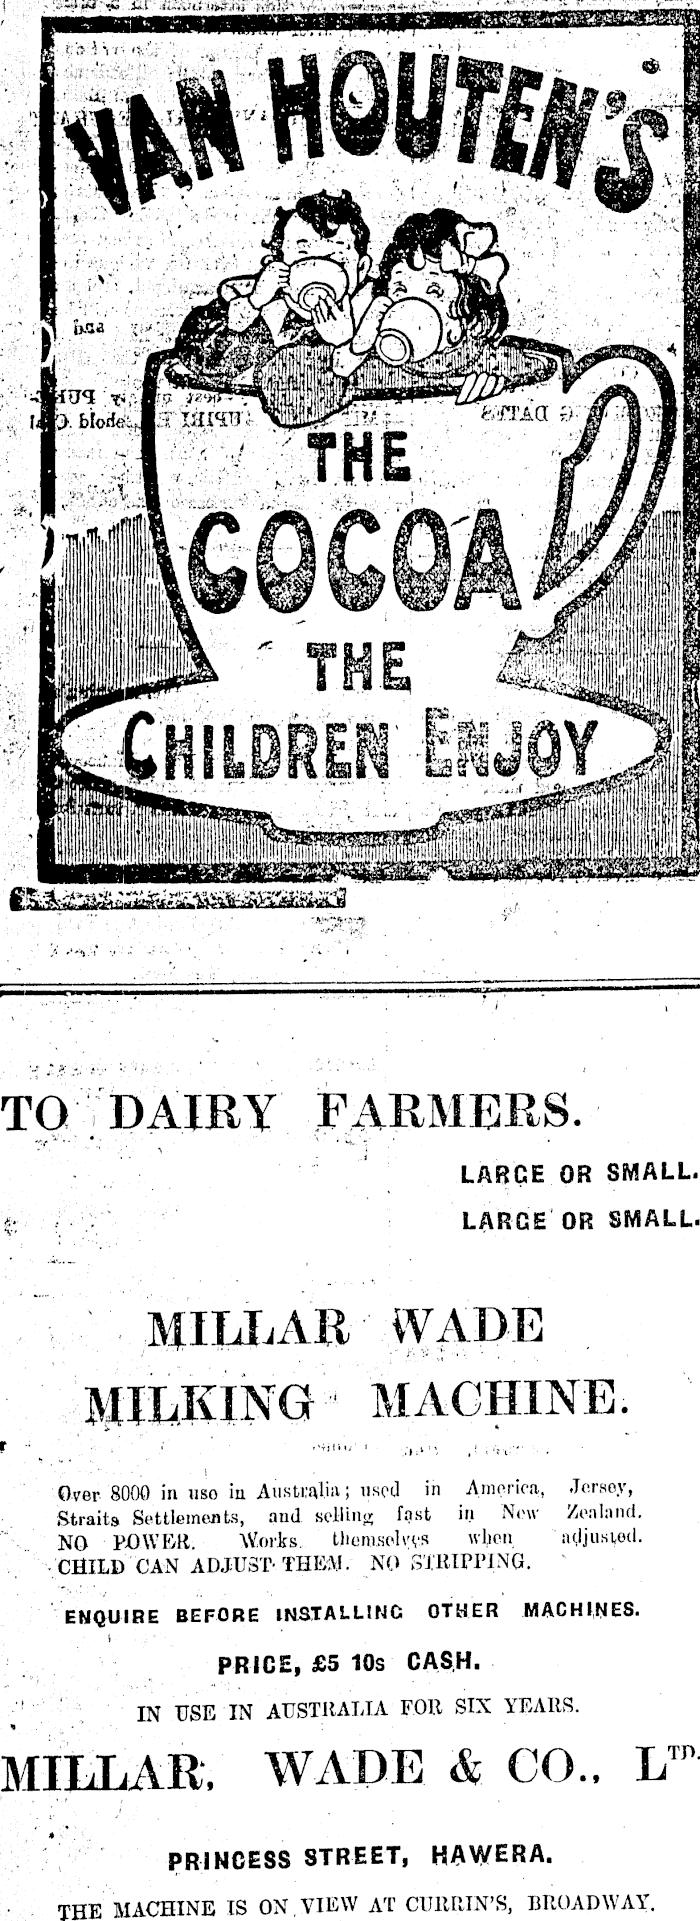 VAN HOUTEN'S
THE
COCOA
THE
CHILDREN ENJOY
TO DAIRY FARMERS.
LARGE OR SMALL.
LARGE OR SMALL.
MILLAR WADE
MILKING MACHINE.
Over 8000 in use in Australia; used in America, Jersey,
Straits Settlements, and selling fast in New Zealand.
NO POWER. Works themselves when adjusted.
CHILD CAN ADJUST THEM. NO STRIPPING.
ENQUIRE BEFORE INSTALLING OTHER MACHINES.
PRICE, £5 10s CASH.
IN USE IN AUSTRALIA FOR SIX YEARS.
MILLAR, WADE & CO., LTD.
PRINCESS STREET, HAWERA.
THE MACHINE IS ON VIEW AT CURRIN'S, BROADWAY.